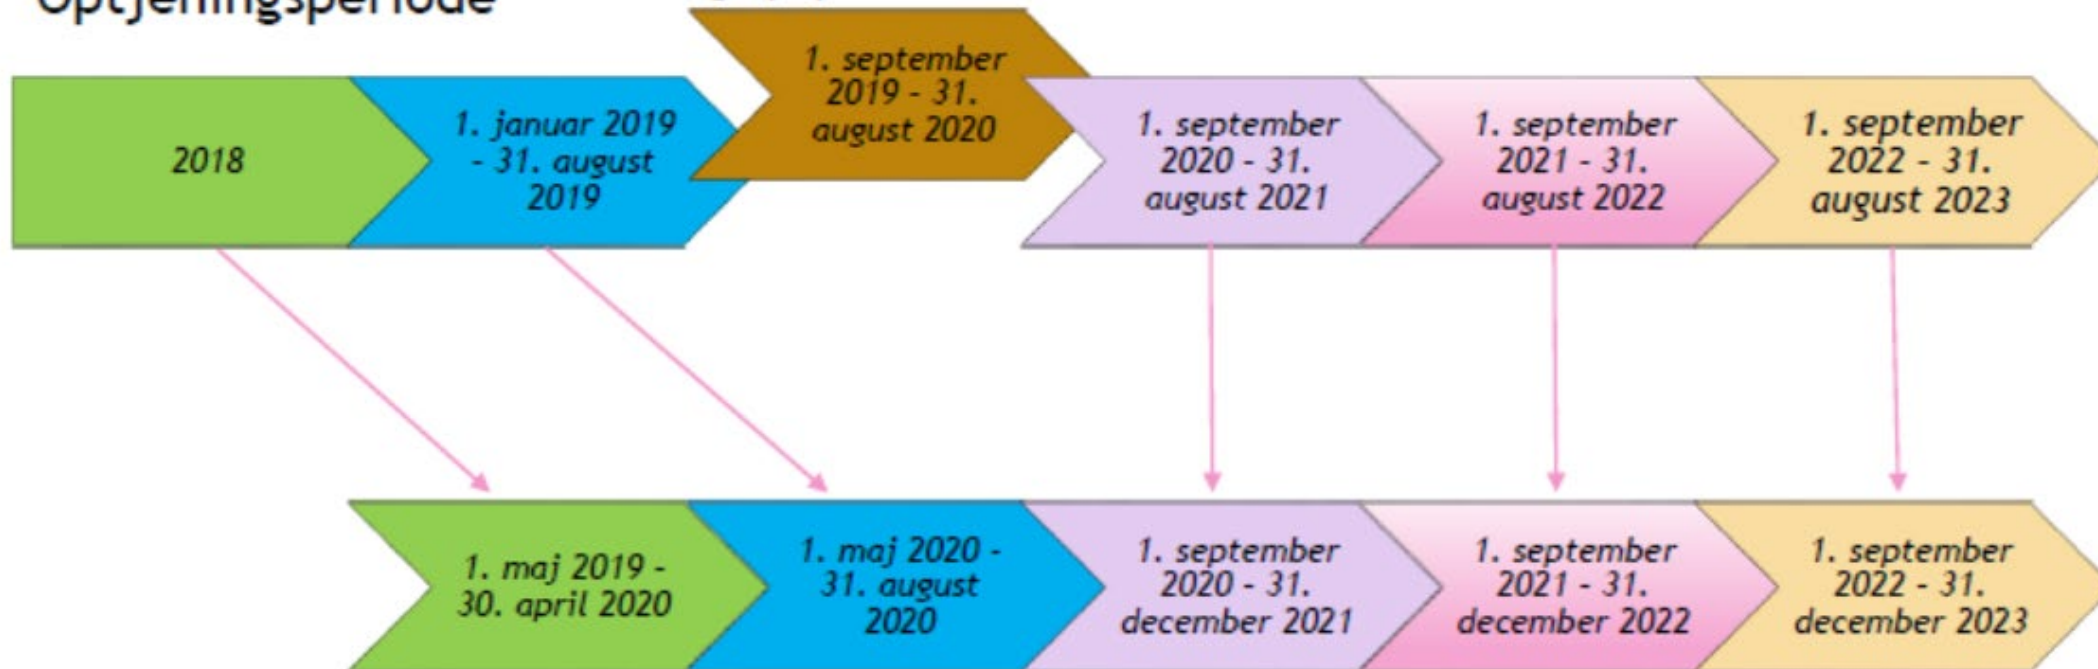 Optjeningsperiode
1. september
2019 - 31.
august 2020
2018
1. januar 2019
- 31. august
2019
1. september
2020 - 31.
august 2021
1. september
2021 - 31.
august 2022
1. september
2022 - 31.
august 2023
1. maj 2019 -
30. april 2020
1. maj 2020 -
31. august
2020
1. september
2020 - 31.
december 2021
1. september
2021 - 31.
december 2022
1. september
2022 - 31.
december 2023